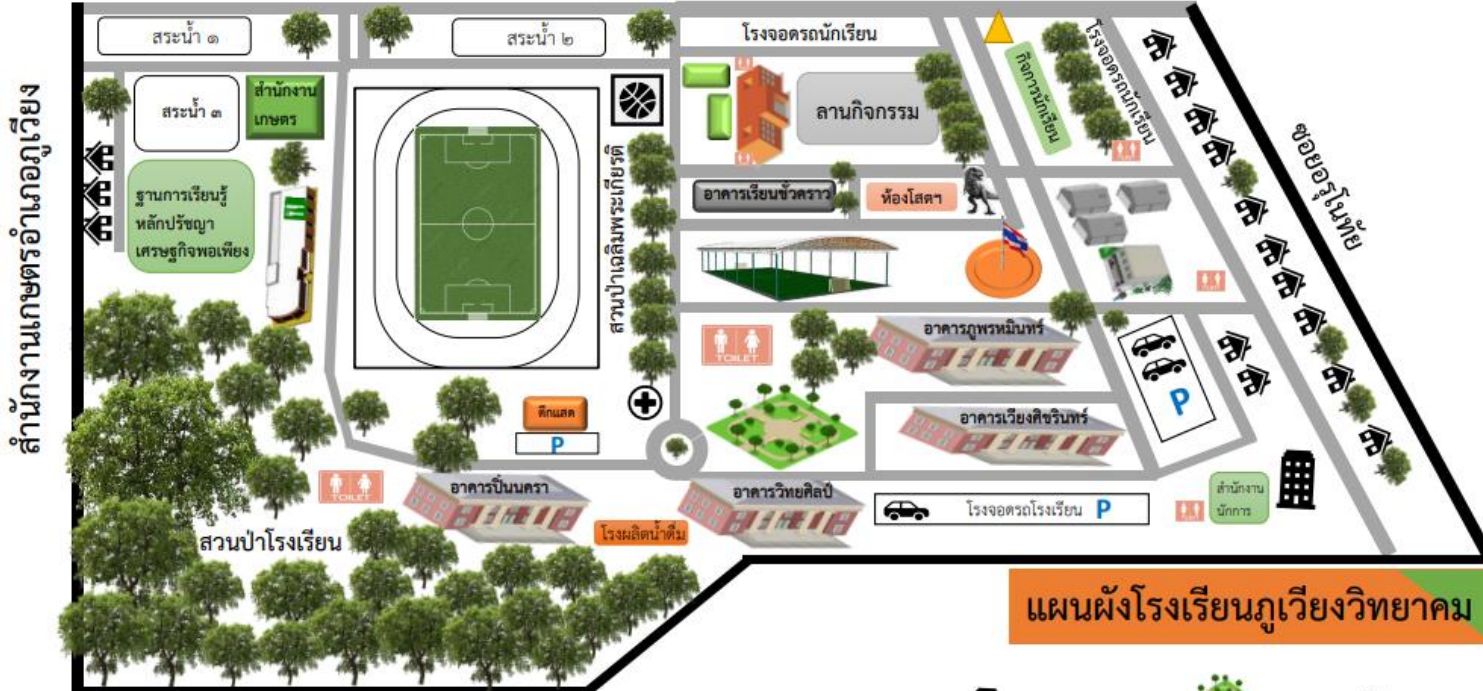 สระน้ำ ๑
สระน้ำ ๒
โรงจอดรถนักเรียน
สระน้ำ ๓
สำนักงาน
เกษตร
ลานกิจกรรม
กิจการนักเรียน
โรงจอดรถนักเรียน
สำนักงานเกษตรอำเภอภูเวียง
ฐานการเรียนรู้
หลักปรัชญา
เศรษฐกิจพอเพียง
สวนป่าเฉลิมพระเกียรติ
อาคารเรียนชั่วคราว
ห้องโสตฯ
ซอยอรุโนทัย
TOILET
อาคารภูพรหมินทร์
ตึกแสด
P
P
อาคารเวียงศิขรินทร์
TOILET
อาคารปิ่นนครา
อาคารวิทยศิลป์
โรงจอดรถโรงเรียน P
สำนักงาน
นักการ
โรงผลิตน้ำดื่ม
สวนป่าโรงเรียน
แผนผังโรงเรียนภูเวียงวิทยาคม